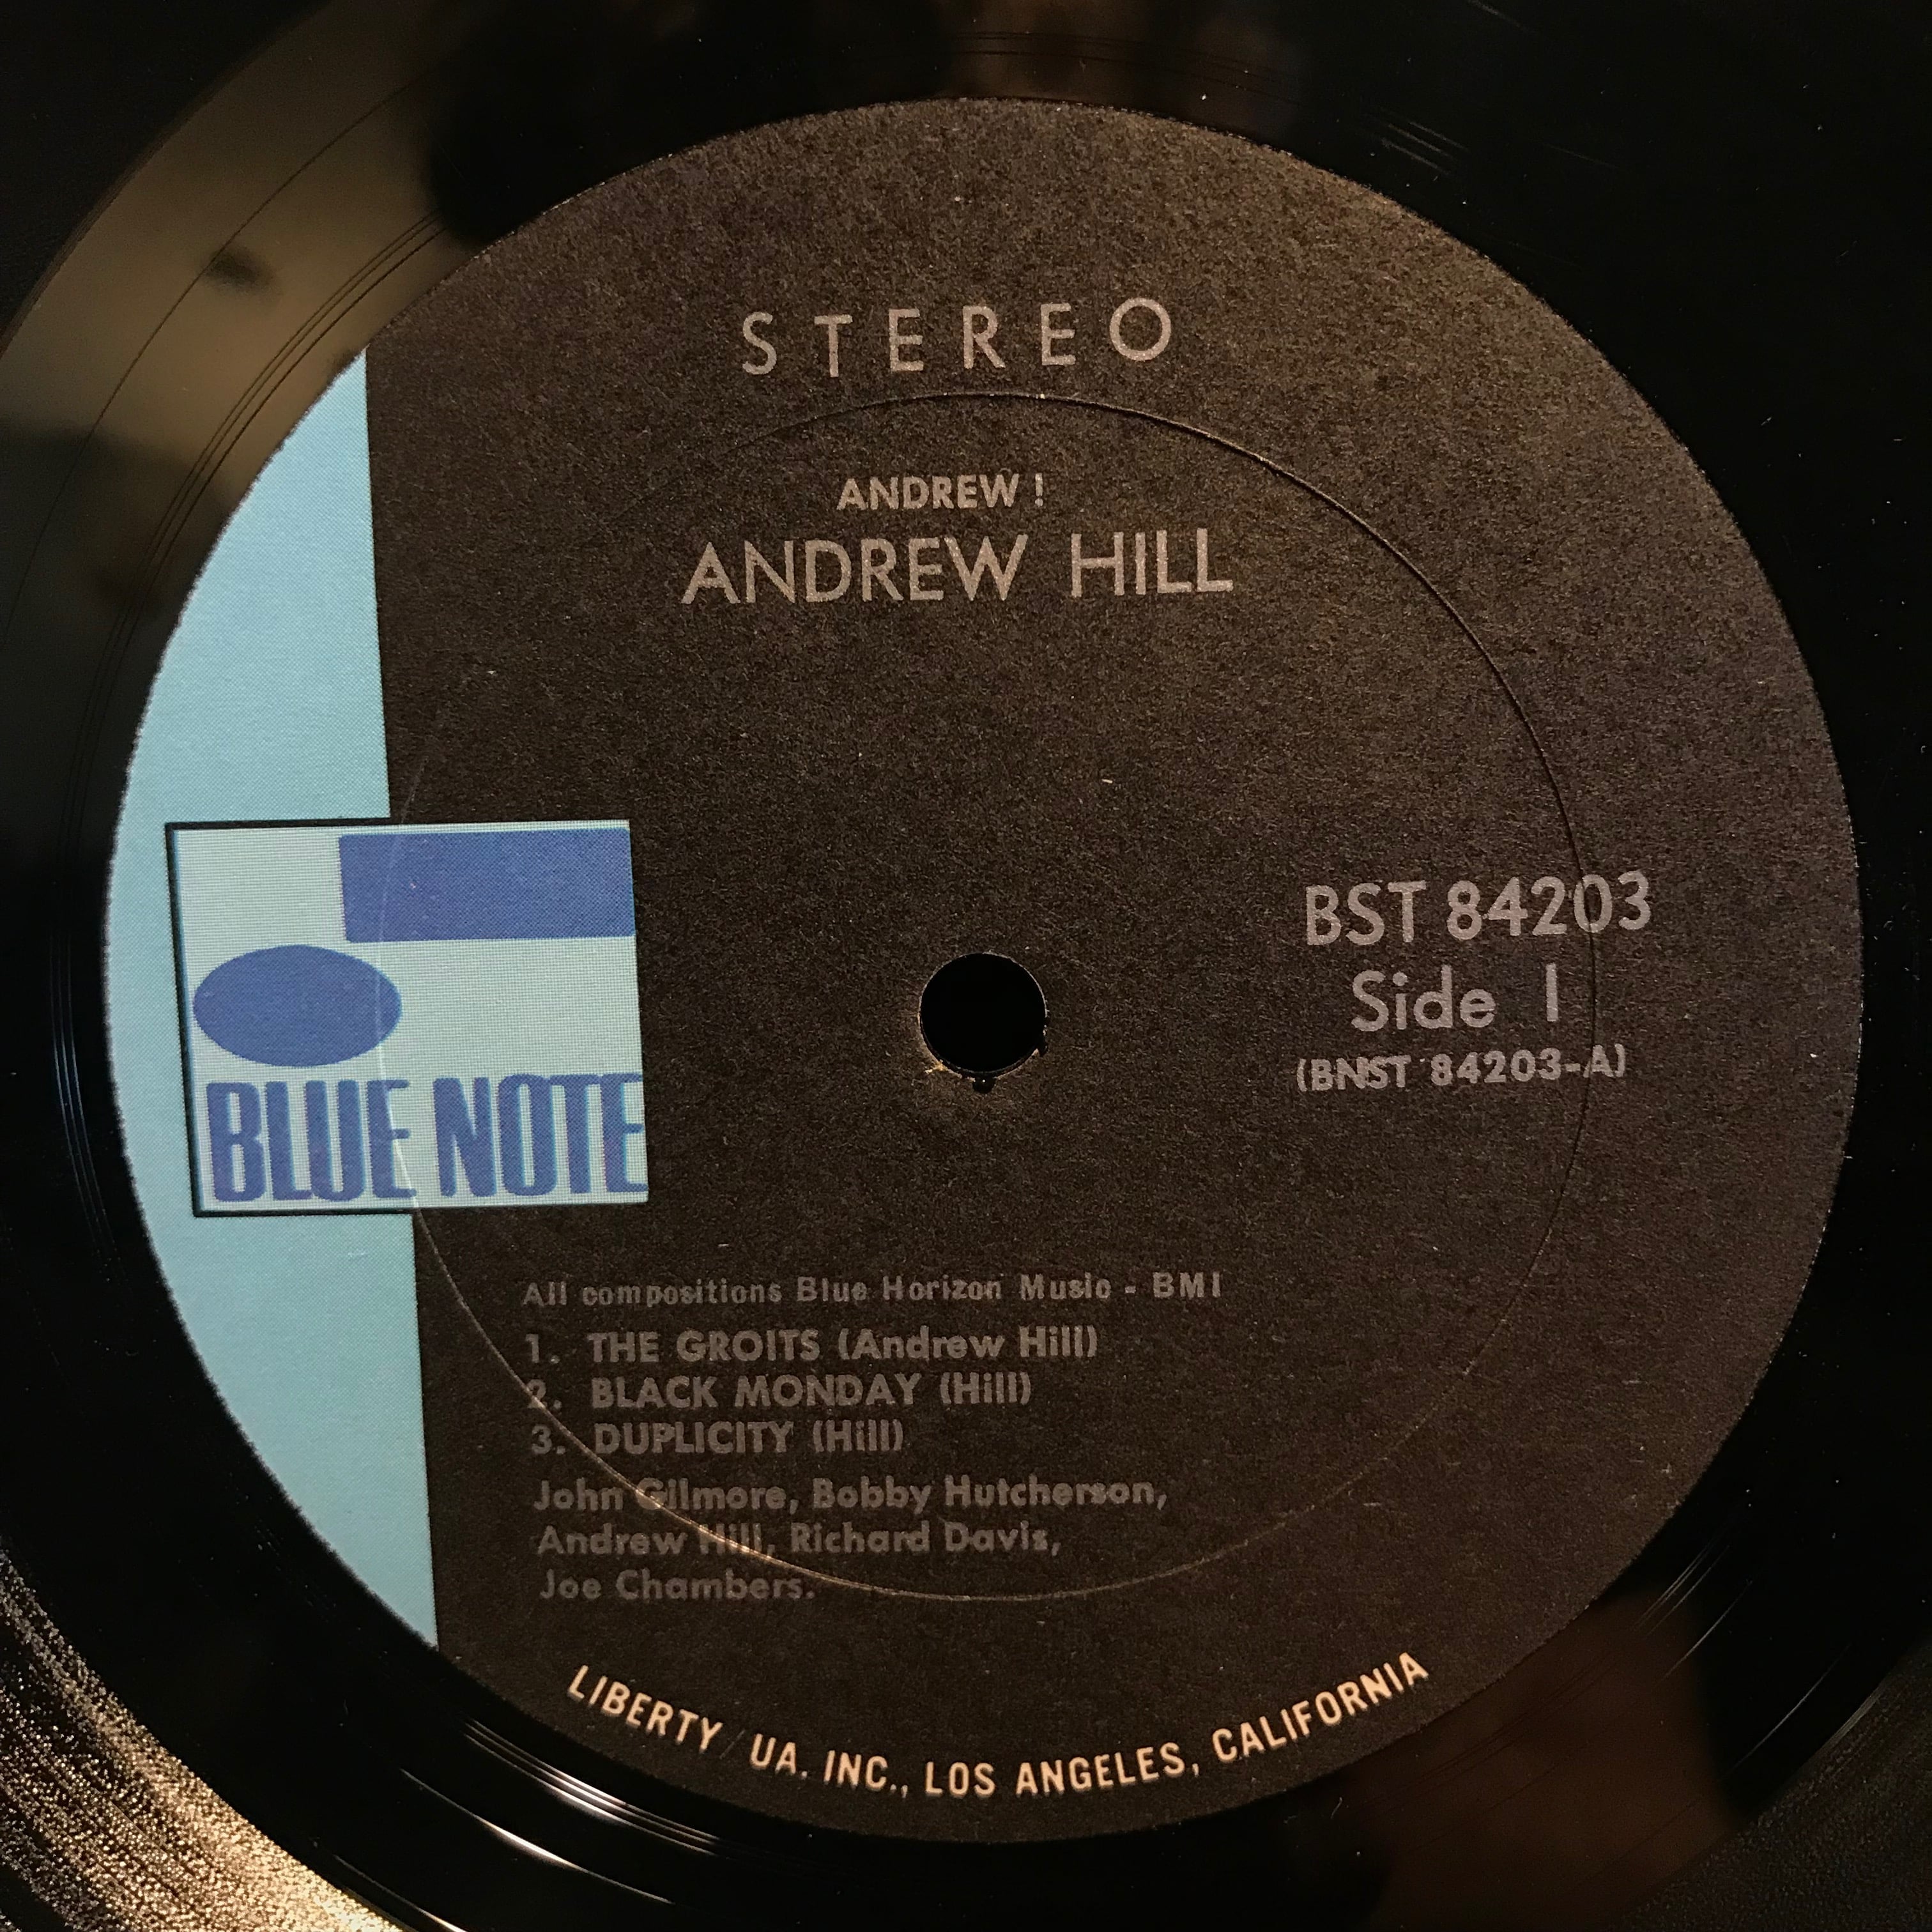 STEREO
ANDREW !
ANDREW HILL
BST 84203
Side 1
(BNST 84203-A)
BLUE NOTE
All compositions Blue Horizon Music - BMI
1. THE GROITS (Andrew Hill)
2. BLACK MONDAY (Hill)
3. DUPLICITY (Hill)
John Gilmore, Bobby Hutcherson,
Andrew Hill, Richard Davis,
Joe Chambers.
LIBERTY/UA, INC., LOS ANGELES, CALIFORNIA